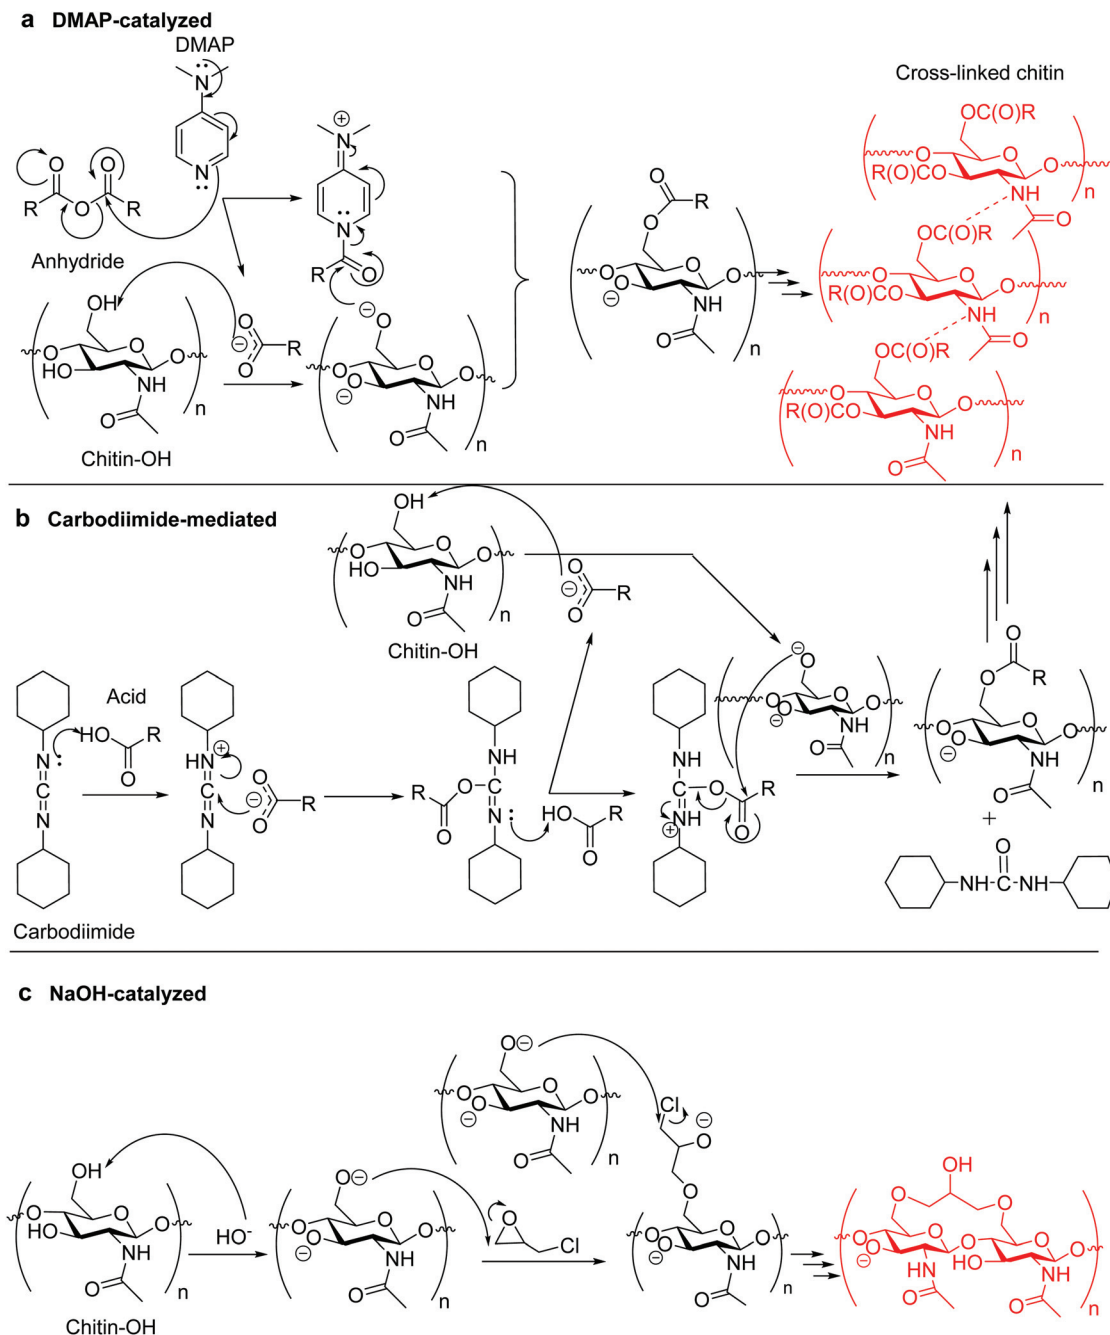 a DMAP-catalyzed
DMAP
N
N
Anhydride
O O
R O R
⊕
N
N
R O
OH
O O O
HO NH
O
n
Chitin-OH
⊖ O
O R
⊖
O
O O O
O NH
⊖
O
n
O
O R
O O O
O NH
⊖
O
n
Cross-linked chitin
OC(O)R
O O O
R(O)CO NH
O
n
OC(O)R
O O O
R(O)CO NH
O
n
OC(O)R
O O O
R(O)CO NH
O
n
b Carbodiimide-mediated
OH
O O O
HO NH
O
n
Chitin-OH
O
⊖ R
O
N
C
N
Carbodiimide
Acid
HO R
O
HN ⊕
C
N
O
⊖ R
O
NH
R O
O N
HO R
O
NH
O R
NH O
⊕
⊖
O
O O O
O NH
⊖
O
n
O
O R
O O O
O NH
⊖
O
n
+
O
NH-C-NH
c NaOH-catalyzed
OH
O O O
HO NH
O
n
Chitin-OH
HO-
O⊖
O O O
O NH
⊖
O
n
O⊖
O O O
O NH
⊖
O
n
O
Cl
Cl
⊖
O
O
O O O
O NH
⊖
O
n
OH
O O
O O O O O
O HO
⊖
HN NH
O O
n